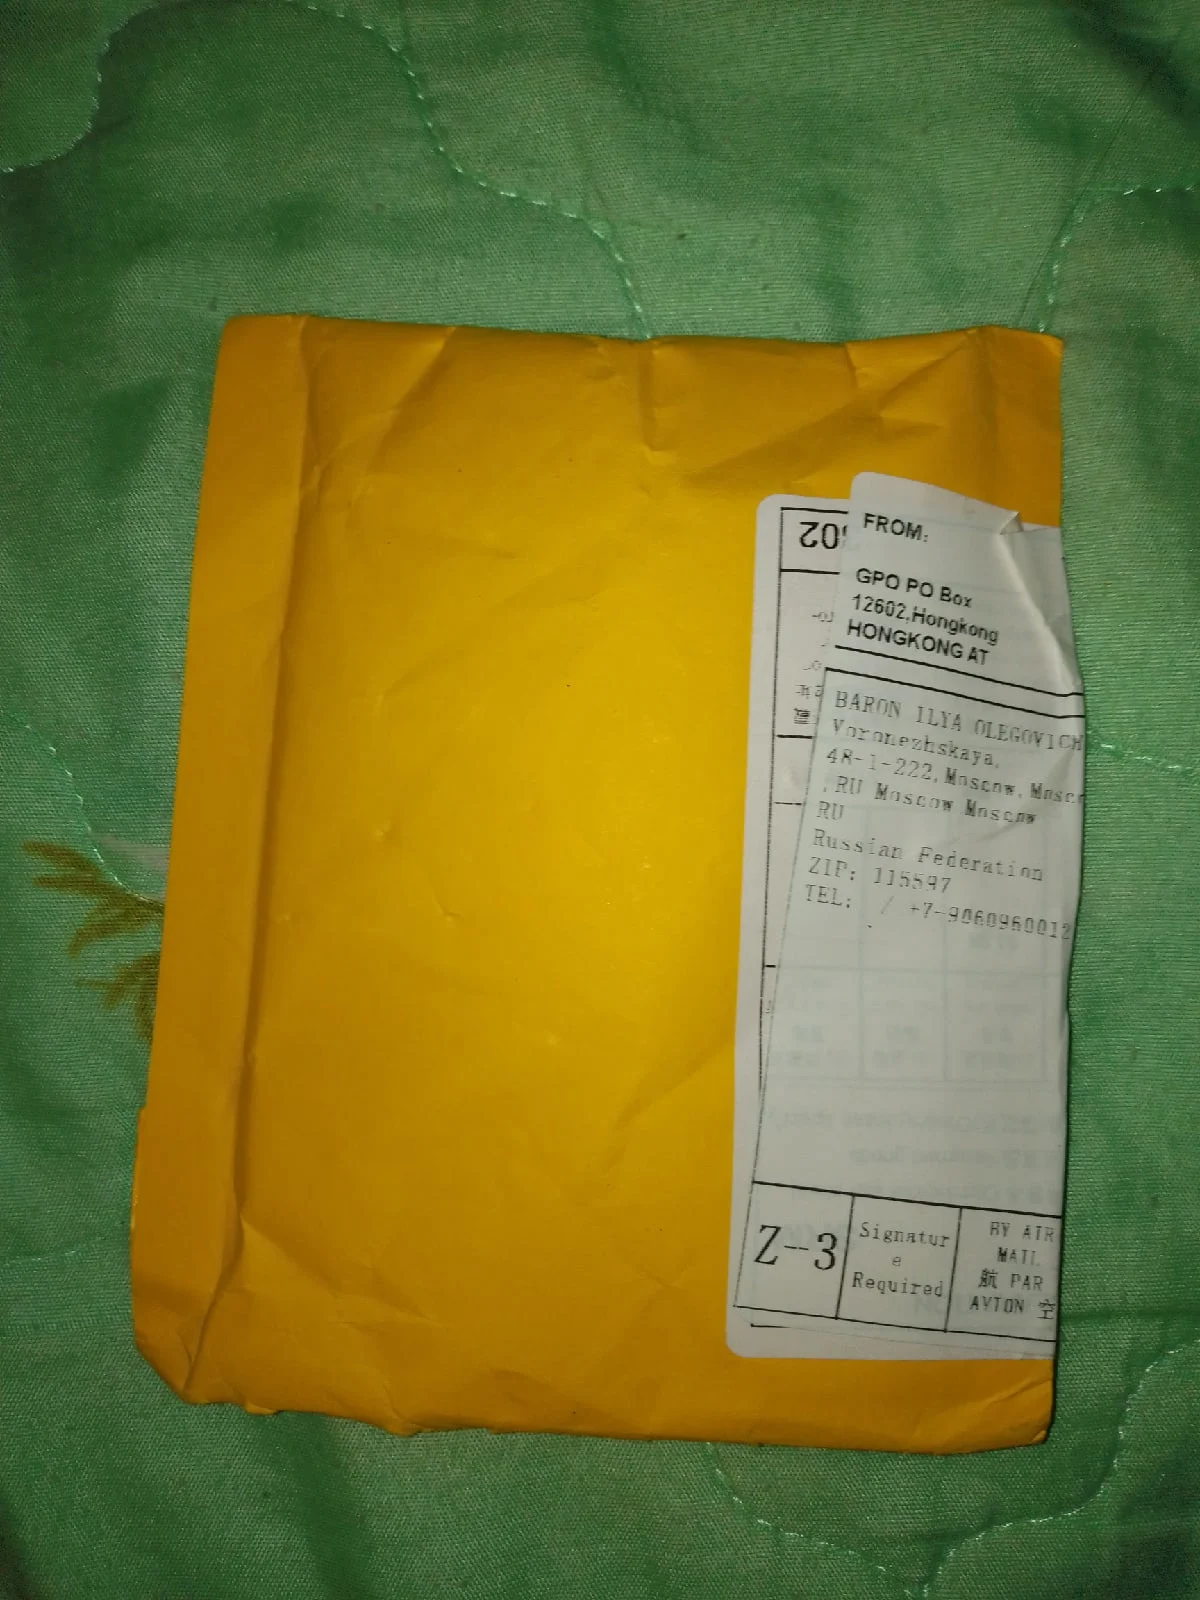 FROM:
GPO PO Box
12602,Hongkong
HONGKONG AT
BARON ILYA OLEGOVICH
Voronezhskaya,
48-1-222, Moscow, Mosc
, RU Moscow Moscow
RU
Russian Federation
ZIP: 115597
TEL: / +7-9060960012
Z-3
Signatur
e
Required
BY AIR
MAIL
航 PAR
AVION 空